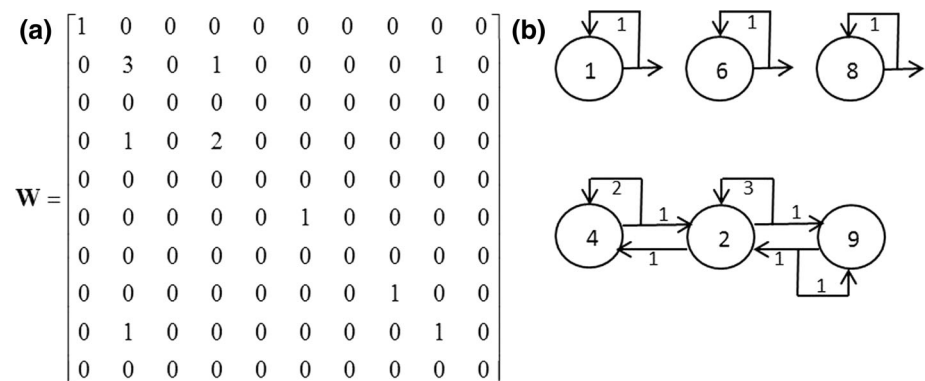 (a)
W =
1 0 0 0 0 0 0 0 0 0
0 3 0 1 0 0 0 0 1 0
0 0 0 0 0 0 0 0 0 0
0 1 0 2 0 0 0 0 0 0
0 0 0 0 0 0 0 0 0 0
0 0 0 0 0 1 0 0 0 0
0 0 0 0 0 0 0 0 0 0
0 0 0 0 0 0 0 1 0 0
0 1 0 0 0 0 0 0 1 0
0 0 0 0 0 0 0 0 0 0
(b)
1 1 1
1 6 8
2 3
1 1
4 2 9
1 1
1